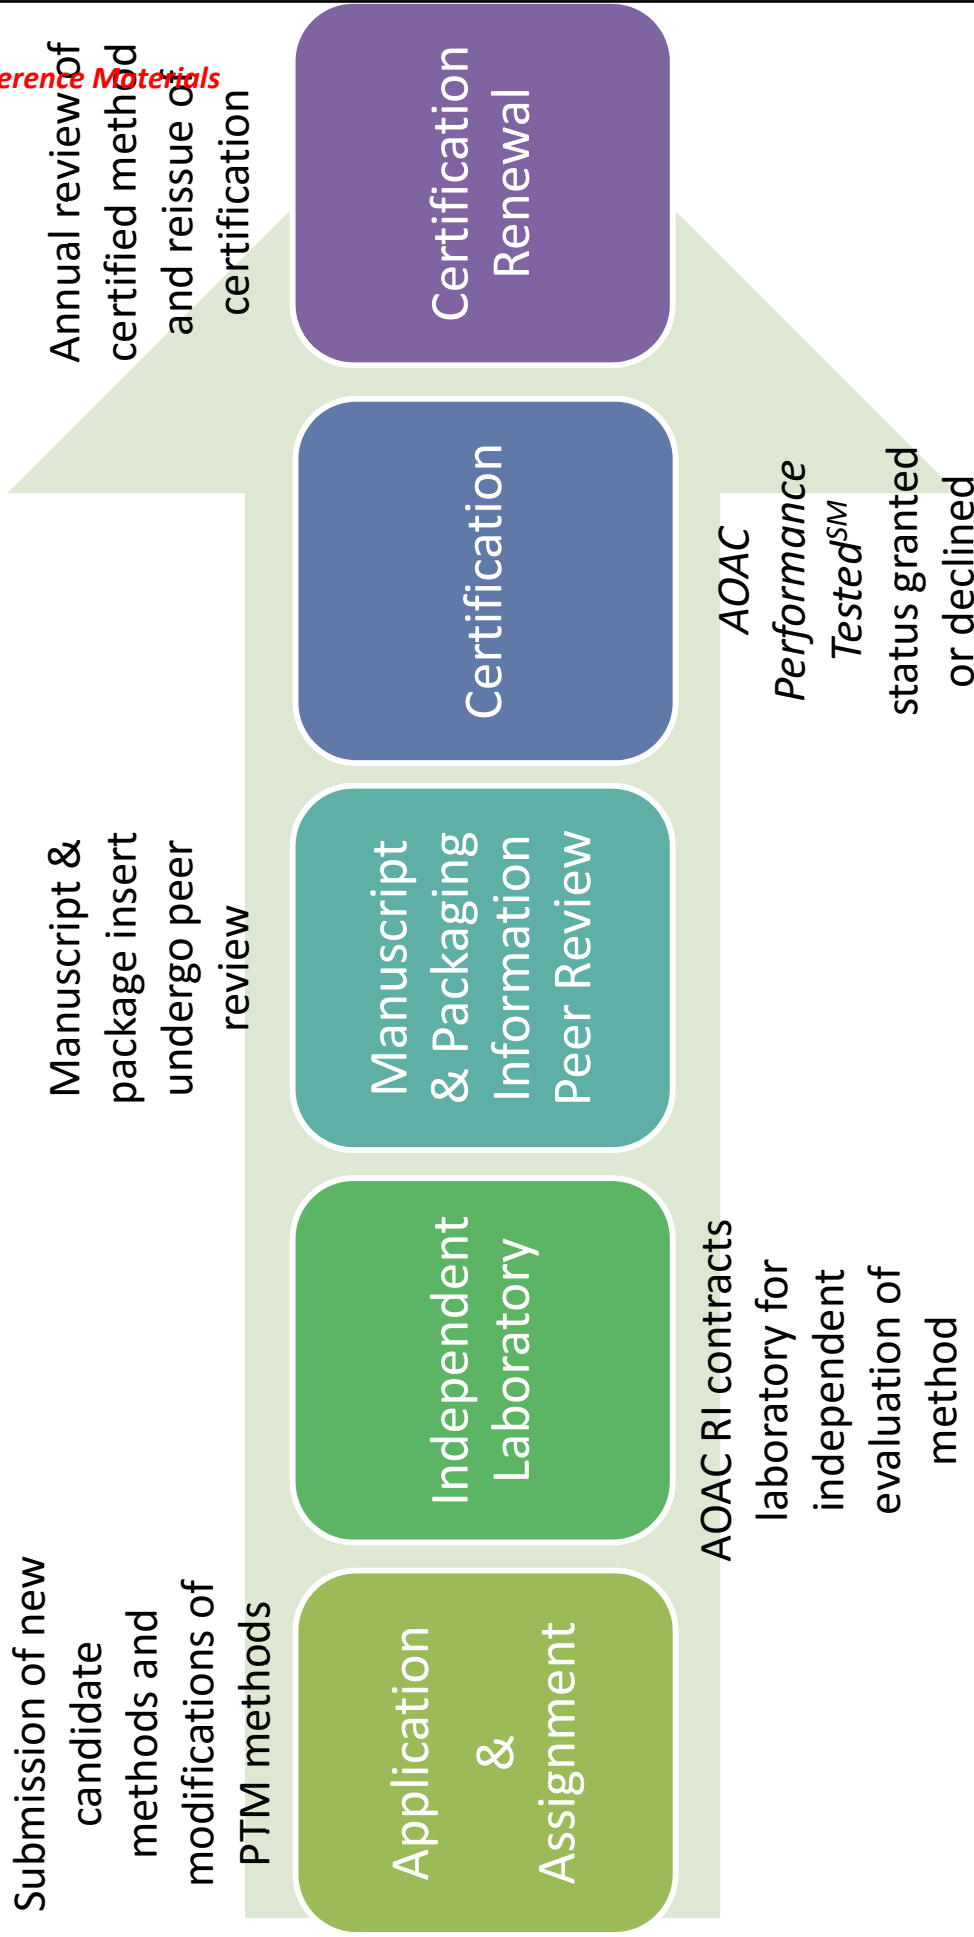 erence Materials
Submission of new
candidate
methods and
modifications of
PTM methods
Application
&
Assignment
Independent
Laboratory
AOAC RI contracts
laboratory for
independent
evaluation of
method
Manuscript &
package insert
undergo peer
review
Manuscript
& Packaging
Information
Peer Review
Certification
AOAC
Performance
Tested^SM
status granted
or declined
Annual review of
certified method
and reissue of
certification
Certification
Renewal